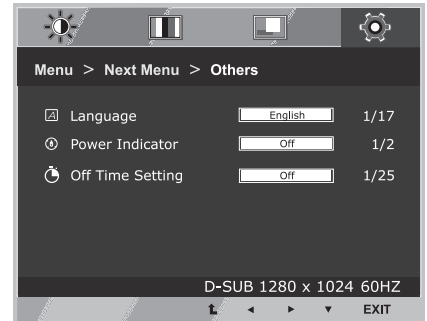 Menu > Next Menu > Others
Language English 1/17
Power Indicator Off 1/2
Off Time Setting Off 1/25
D-SUB 1280 x 1024 60HZ
EXIT